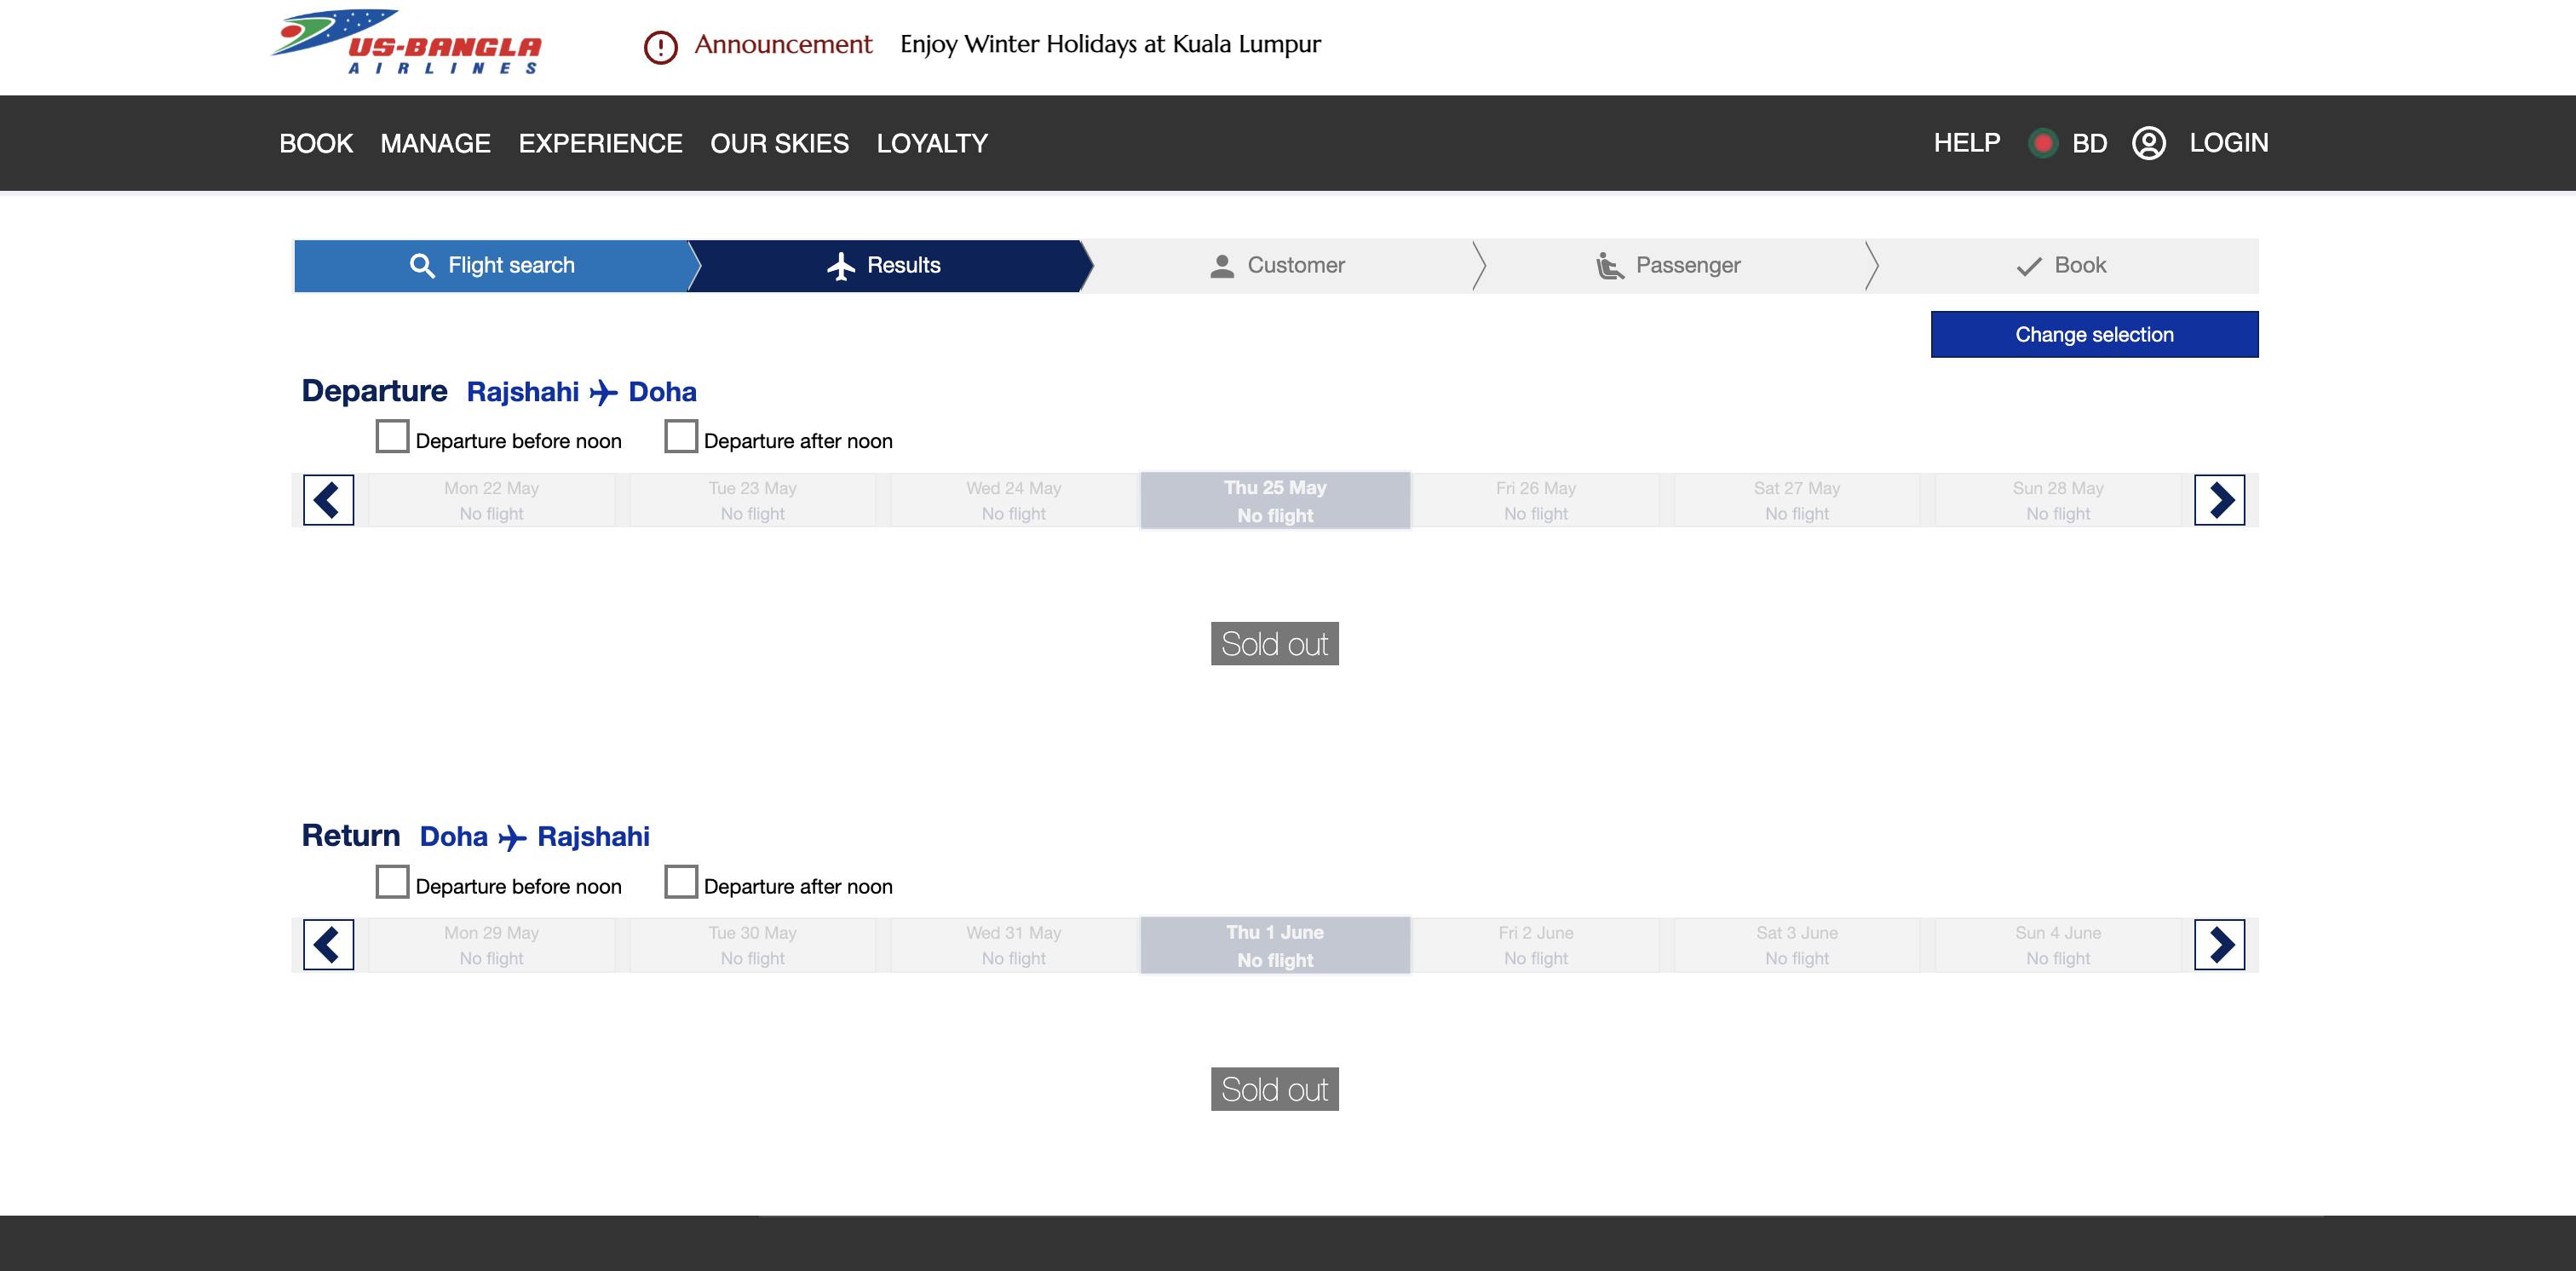 US-BANGLA
AIRLINES
Announcement Enjoy Winter Holidays at Kuala Lumpur
BOOK MANAGE EXPERIENCE OUR SKIES LOYALTY HELP BD LOGIN
Flight search Results Customer Passenger Book
Change selection
Departure Rajshahi Doha
Departure before noon Departure after noon
Mon 22 May Tue 23 May Wed 24 May Thu 25 May Fri 26 May Sat 27 May Sun 28 May
No flight No flight No flight No flight No flight No flight No flight
Sold out
Return Doha Rajshahi
Departure before noon Departure after noon
Mon 29 May Tue 30 May Wed 31 May Thu 1 June Fri 2 June Sat 3 June Sun 4 June
No flight No flight No flight No flight No flight No flight No flight
Sold out